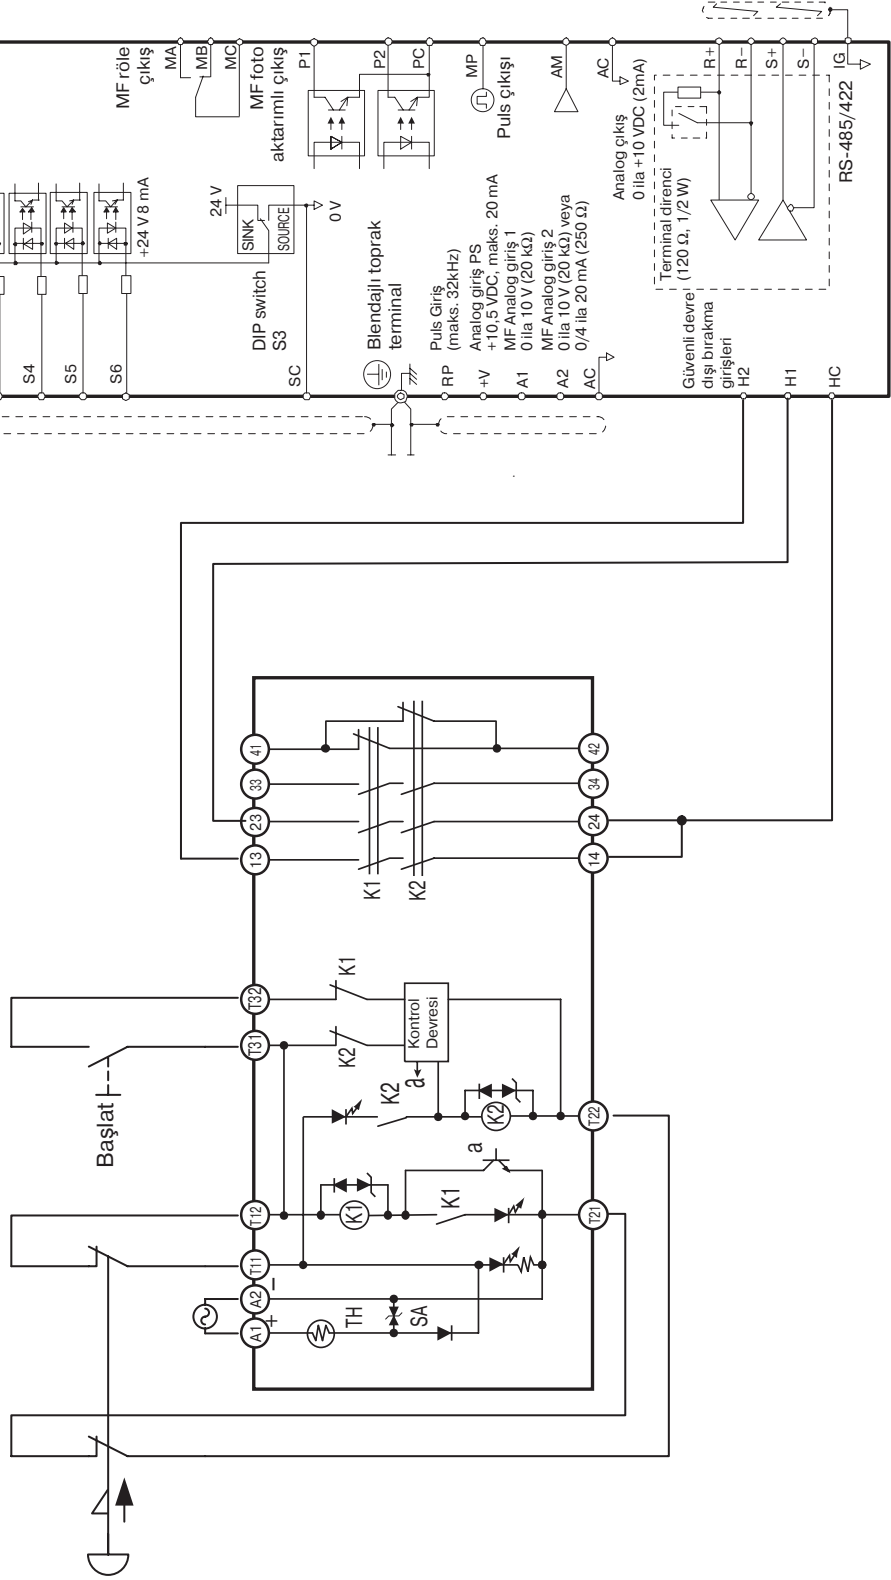 MF röle
çıkış
MA
MB
MC
MF foto
aktarımlı çıkış
P1
P2
PC
MP
Puls çıkışı
AM
AC
Analog çıkış
0 ila +10 VDC (2mA)
R+
R−
S+
S−
IG
RS-485/422
Terminal direnci
(120 Ω, 1/2 W)
+24 V 8 mA
24 V
SINK
SOURCE
0 V
DIP switch
S3
S4
S5
S6
SC
Blendajlı toprak
terminal
Puls Giriş
(maks. 32kHz)
Analog giriş PS
+10,5 VDC, maks. 20 mA
MF Analog giriş 1
0 ila 10 V (20 kΩ)
MF Analog giriş 2
0 ila 10 V (20 kΩ) veya
0/4 ila 20 mA (250 Ω)
RP
+V
A1
A2
AC
Güvenli devre
dışı bırakma
girişleri
H2
H1
HC
41
33
23
13
42
34
24
14
K1
K2
T32
T31
K1
K2
Kontrol
Devresi
a
Başlat
K2
K2
T22
a
T12
K1
K1
T21
T11
A2
−
A1
+
TH
SA